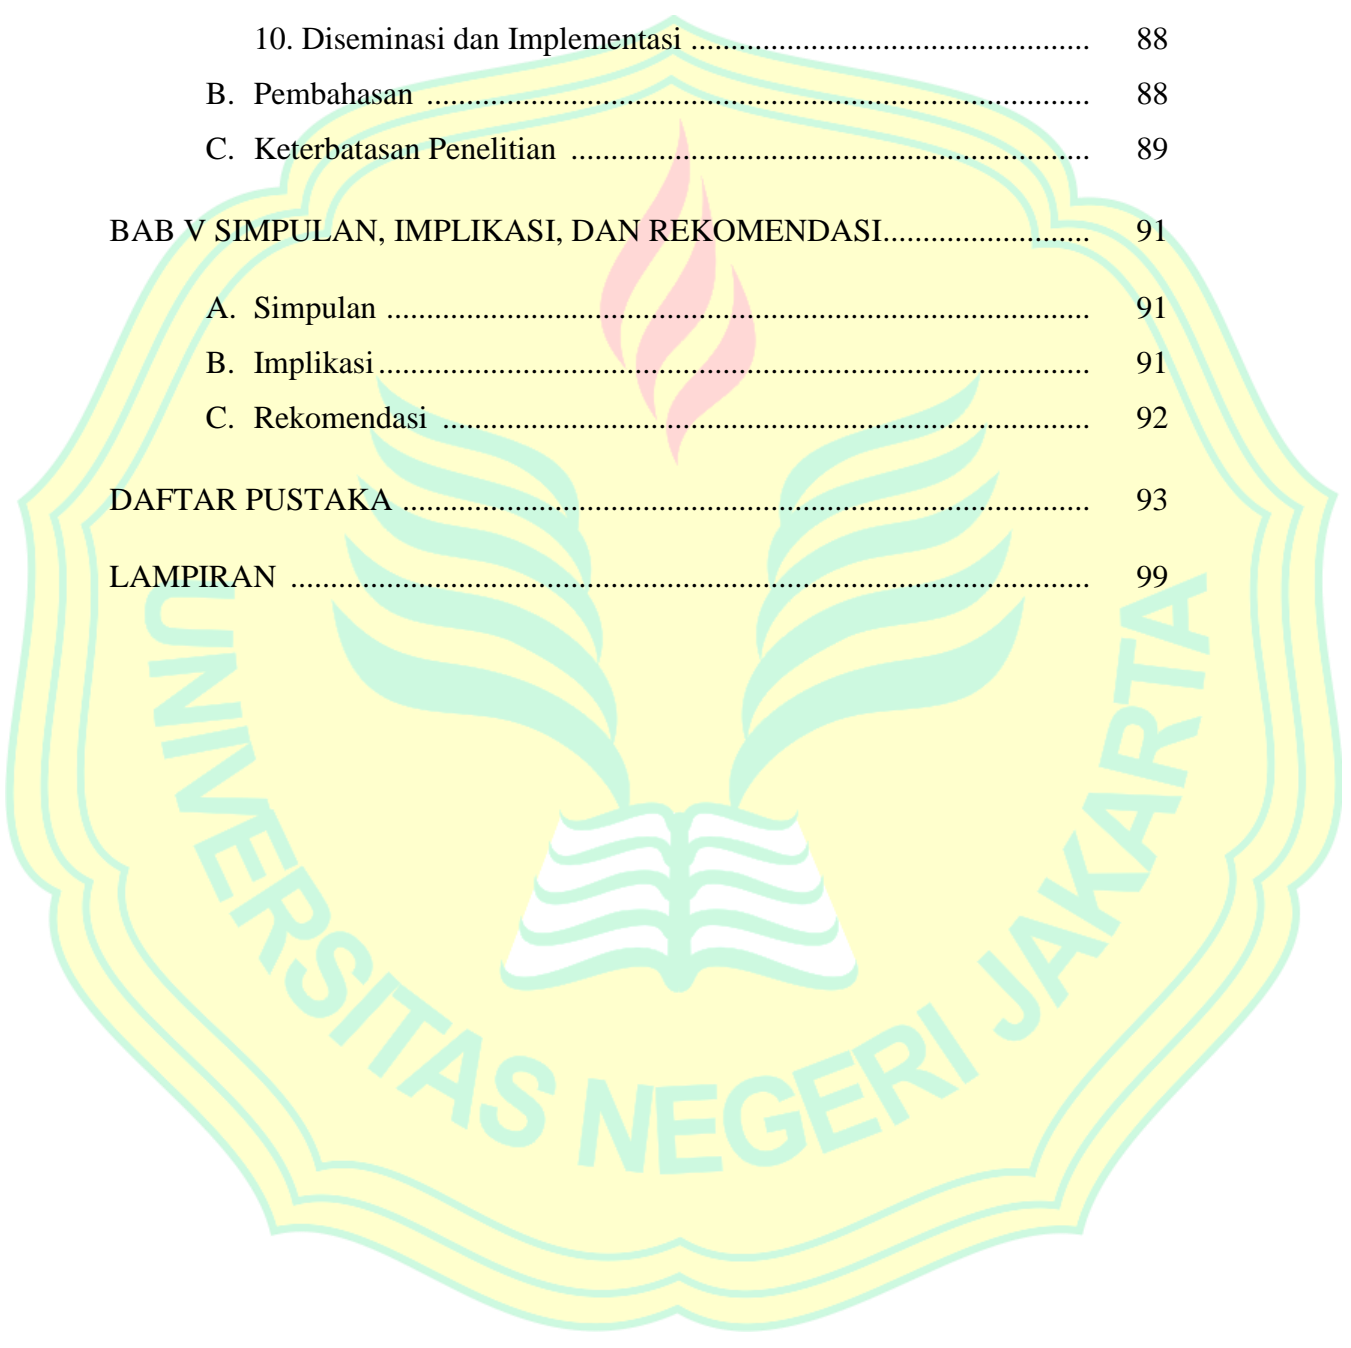 10. Diseminasi dan Implementasi .................................................. 88
B. Pembahasan .................................................................................... 88
C. Keterbatasan Penelitian .................................................................. 89
BAB V SIMPULAN, IMPLIKASI, DAN REKOMENDASI.......................... 91
A. Simpulan ......................................................................................... 91
B. Implikasi.......................................................................................... 91
C. Rekomendasi .................................................................................. 92
DAFTAR PUSTAKA ....................................................................................... 93
LAMPIRAN ..................................................................................................... 99
UNIVERSITAS NEGERI JAKARTA